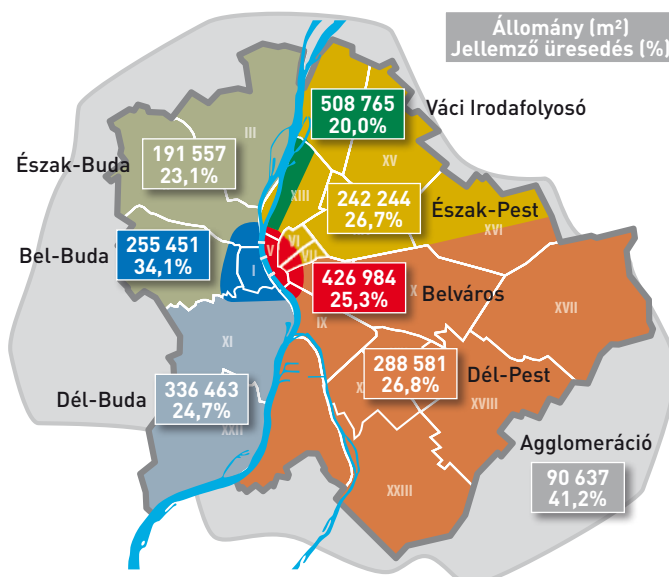 Állomány (m²)
Jellemző üresedés (%)
508 765
20,0%
Váci Irodafolyosó
III
Észak-Buda
191 557
23,1%
XV
XIII
242 244
26,7%
Észak-Pest
XVI
Bel-Buda
255 451
34,1%
I
V
VI
VII
426 984
25,3%
Belváros
X
XVII
IX
XI
Dél-Buda
336 463
24,7%
XXII
288 581
26,8%
Dél-Pest
XVIII
Agglomeráció
90 637
41,2%
XXIII